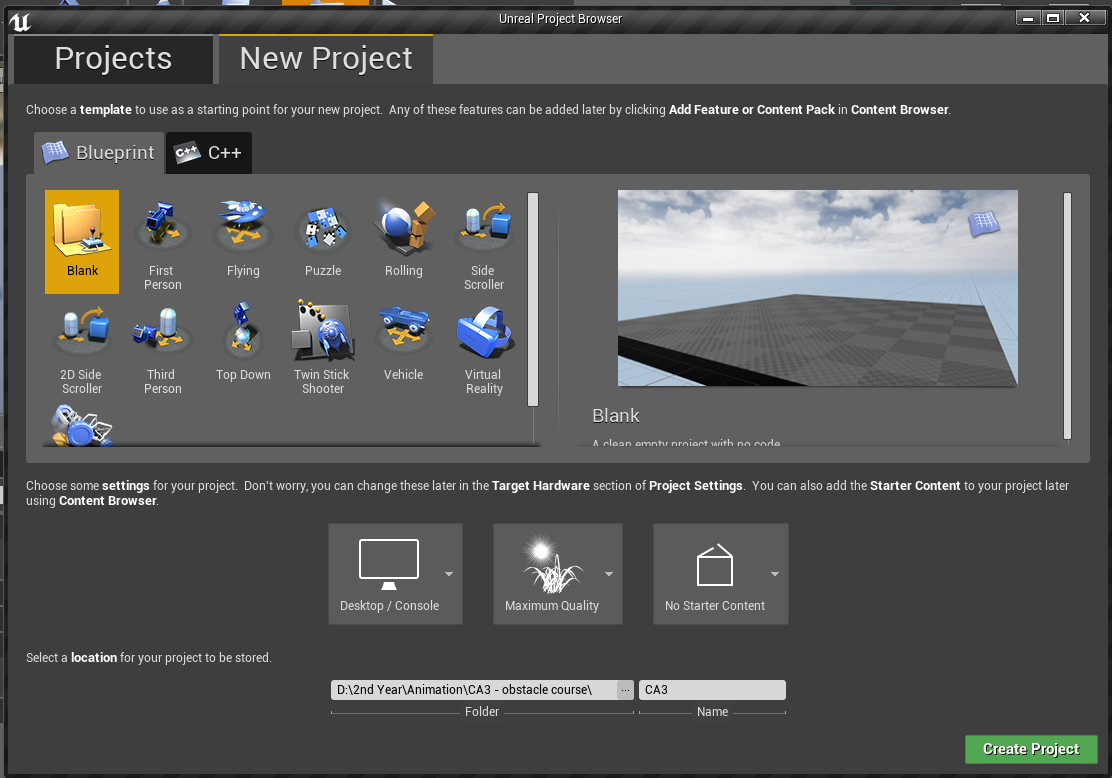 Unreal Project Browser
Projects
New Project
Choose a template to use as a starting point for your new project. Any of these features can be added later by clicking Add Feature or Content Pack in Content Browser.
Blueprint
C++
C++
Blank
First
Person
Flying
Puzzle
Rolling
Side
Scroller
2D Side
Scroller
Third
Person
Top Down
Twin Stick
Shooter
Vehicle
Virtual
Reality
Blank
A clean empty project with no code.
Choose some settings for your project. Don't worry, you can change these later in the Target Hardware section of Project Settings. You can also add the Starter Content to your project later
using Content Browser.
Desktop / Console
Maximum Quality
No Starter Content
Select a location for your project to be stored.
D:\2nd Year\Animation\CA3 - obstacle course\
...
CA3
Folder
Name
Create Project